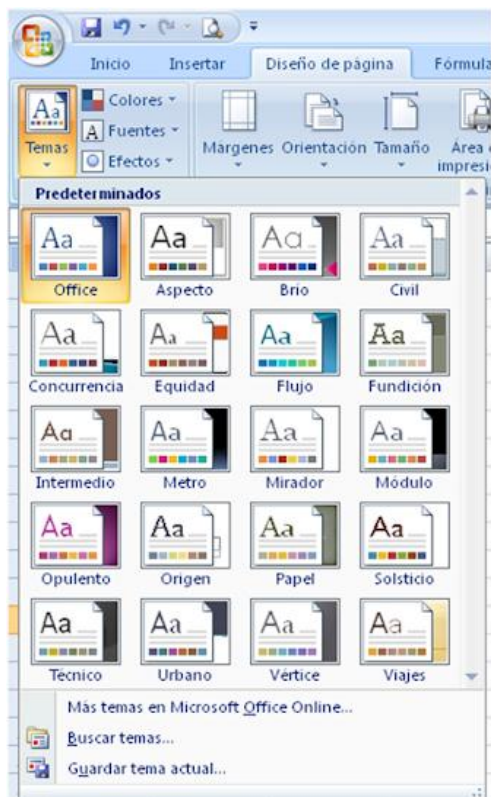 Inicio Insertar Diseño de página Fórmula
Aa Colores
Fuentes
Temas Efectos Márgenes Orientación Tamaño Área
impresi
Predeterminados
Aa Aa Aa Aa
Office Aspecto Brío Civil
Aa Aa Aa Aa
Concurrencia Equidad Flujo Fundición
Aa Aa Aa Aa
Intermedio Metro Mirador Módulo
Aa Aa Aa Aa
Opulento Origen Papel Solsticio
Aa Aa Aa Aa
Técnico Urbano Vértice Viajes
Más temas en Microsoft Office Online...
Buscar temas...
Guardar tema actual...